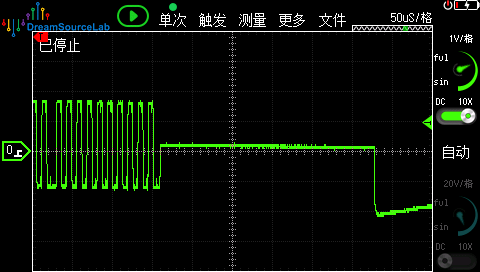 DreamSourceLab
单次 触发 测量 更多 文件 50uS/格
T
已停止
1V/格
ful
sin
DC 10X
0
自动
20V/格
ful
sin
DC 10X